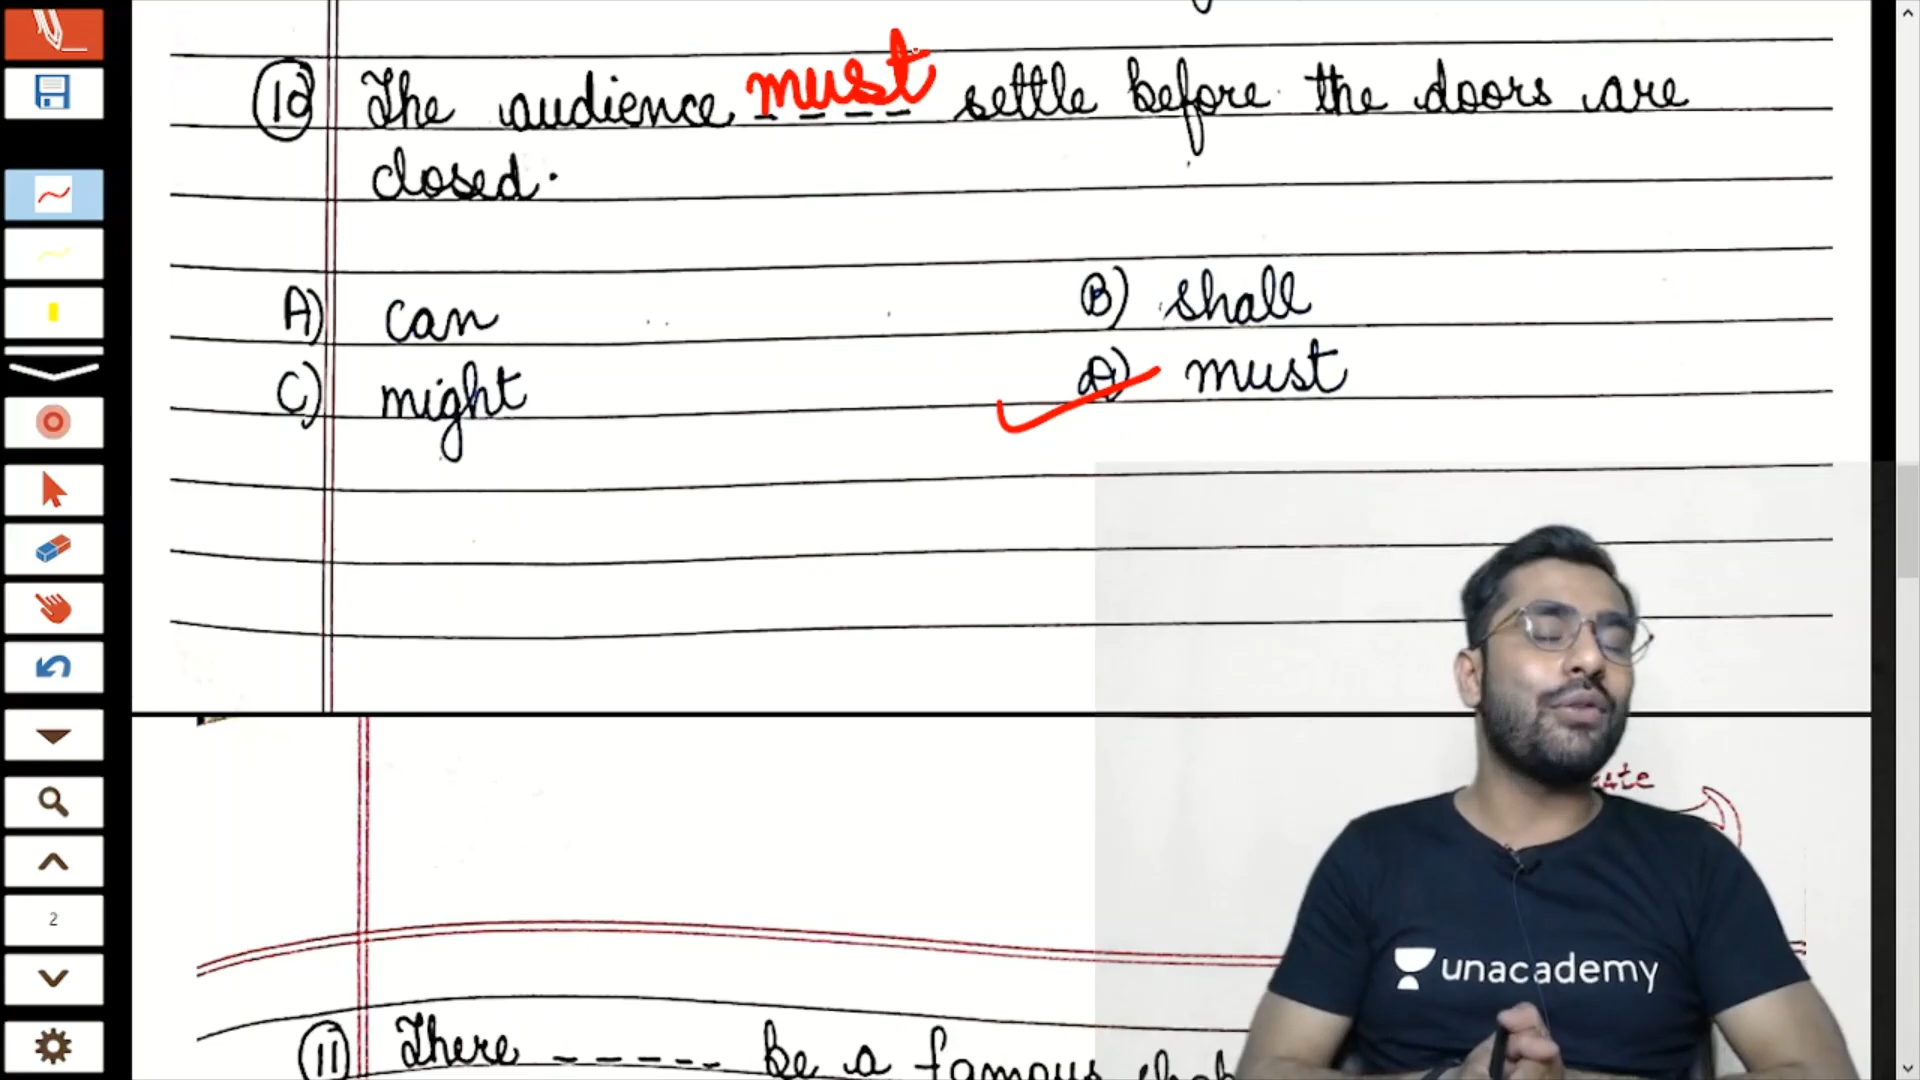 10 The audience must settle before the doors are
closed.
A) can
B) shall
C) might
D) must
unacademy
2
11 There ----- be a famous